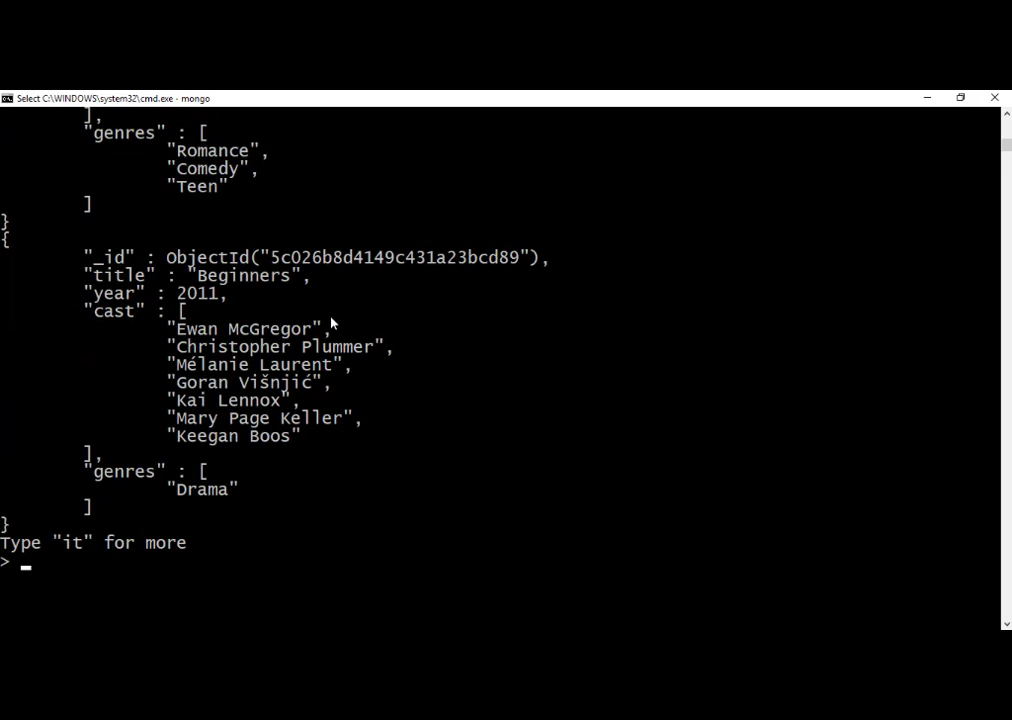 Select C:\WINDOWS\system32\cmd.exe - mongo
],
"genres" : [
"Romance",
"Comedy",
"Teen"
]
}
{
"_id" : ObjectId("5c026b8d4149c431a23bcd89"),
"title" : "Beginners",
"year" : 2011,
"cast" : [
"Ewan McGregor",
"Christopher Plummer",
"Mélanie Laurent",
"Goran Višnjić",
"Kai Lennox",
"Mary Page Keller",
"Keegan Boos"
],
"genres" : [
"Drama"
]
}
Type "it" for more
> _